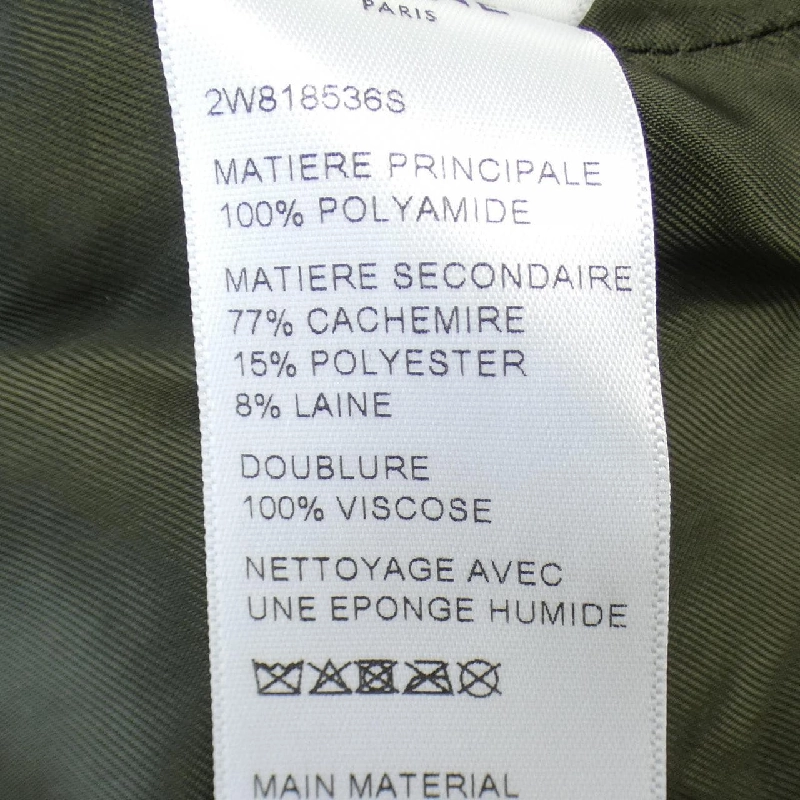 PARIS
2W818536S
MATIERE PRINCIPALE
100% POLYAMIDE
MATIERE SECONDAIRE
77% CACHEMIRE
15% POLYESTER
8% LAINE
DOUBLURE
100% VISCOSE
NETTOYAGE AVEC
UNE EPONGE HUMIDE
MAIN MATERIAL